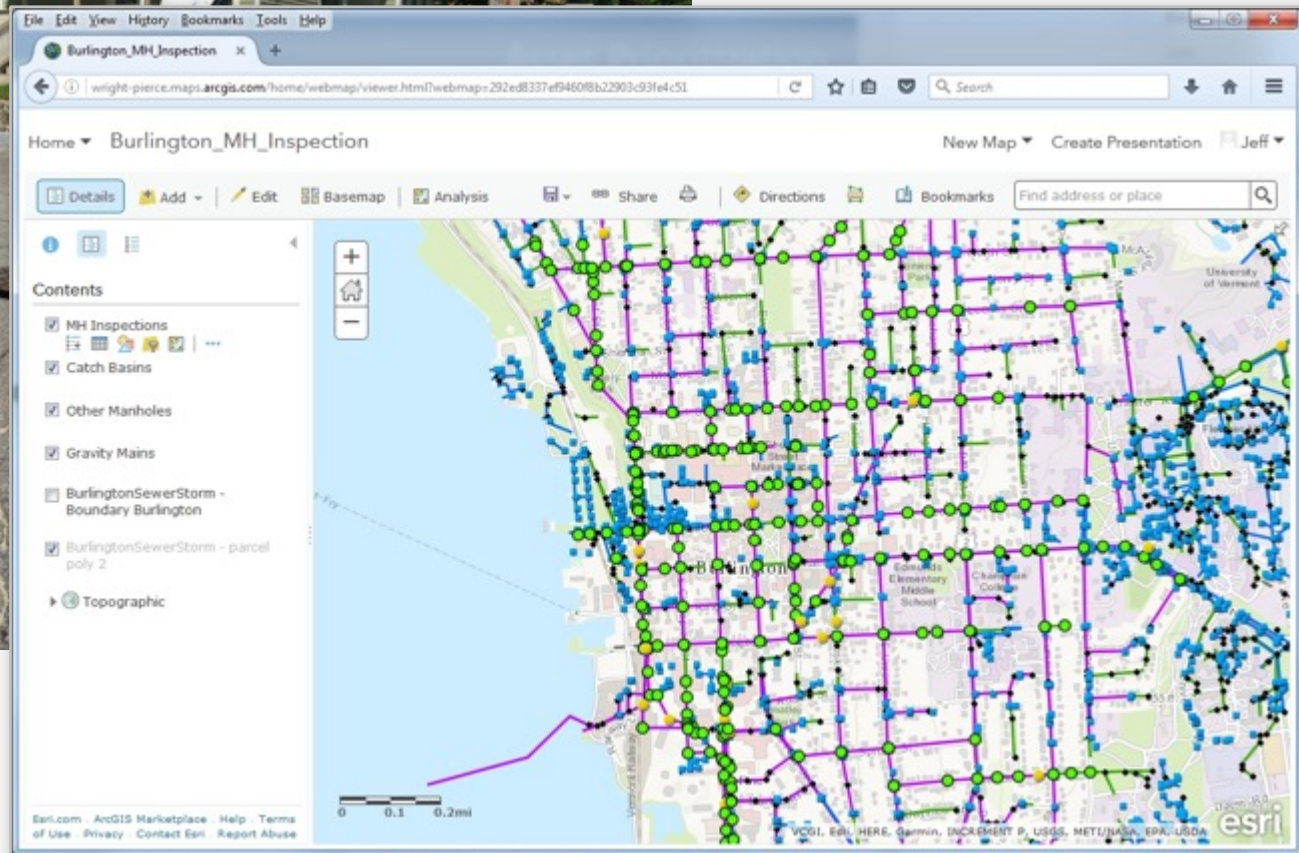 File Edit View History Bookmarks Tools Help
Burlington_MH_Inspection
wright-pierce.maps.arcgis.com/home/webmap/viewer.html?webmap=292ed8337ef9460f8b22903c93fe4c51
Search
Home Burlington_MH_Inspection New Map Create Presentation Jeff
Details Add Edit Basemap Analysis Share Directions Bookmarks Find address or place
Contents
MH Inspections
Catch Basins
Other Manholes
Gravity Mains
BurlingtonSewerStorm -
Boundary Burlington
BurlingtonSewerStorm - parcel
poly 2
Topographic
University
of Vermont
Street
Burlington
Edmunds
Elementary
Middle
School
0 0.1 0.2mi
Esri.com . ArcGIS Marketplace . Help . Terms
of Use . Privacy . Contact Esri . Report Abuse
VCGI, Esri, HERE, Garmin, INCREMENT P, USGS, METI/NASA, EPA, USDA
esri